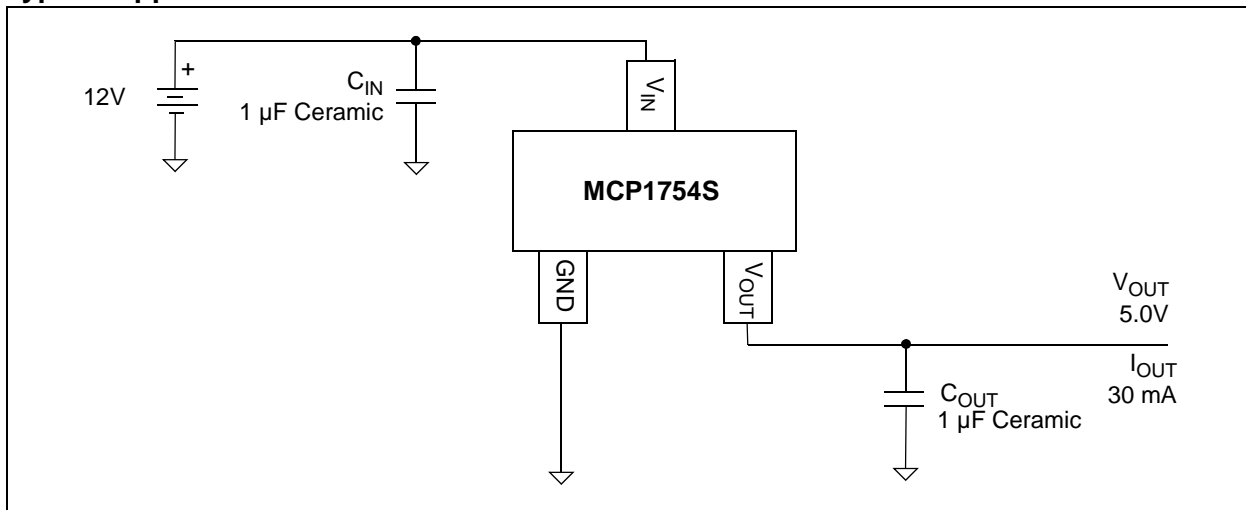 12V
+
C_IN
1 µF Ceramic
V_IN
MCP1754S
GND
V_OUT
V_OUT
5.0V
I_OUT
30 mA
C_OUT
1 µF Ceramic